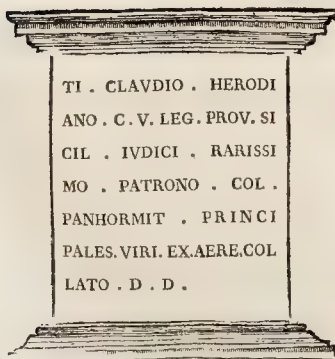 TI . CLAVDIO . HERODI
ANO . C . V . LEG . PROV . SI
CIL . IVDICI . RARISSI
MO . PATRONO . COL .
PANHORMIT . PRINCI
PALES. VIRI. EX. AERE. COL
LATO . D . D .